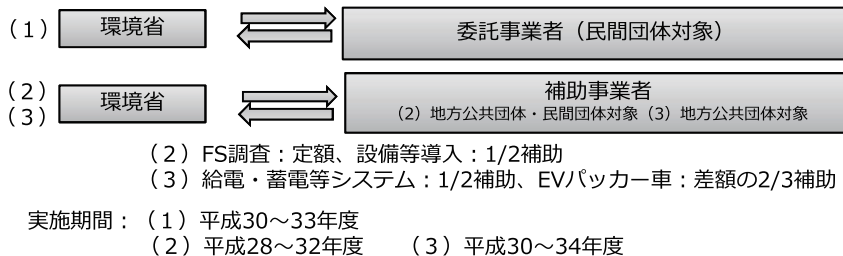 （1） 環境省 委託事業者（民間団体対象）
（2） 環境省 補助事業者
（3） （2）地方公共団体・民間団体対象（3）地方公共団体対象
（2）FS調査：定額、設備等導入：1/2補助
（3）給電・蓄電等システム：1/2補助、EVパッカー車：差額の2/3補助
実施期間：（1）平成30～33年度
（2）平成28～32年度 （3）平成30～34年度